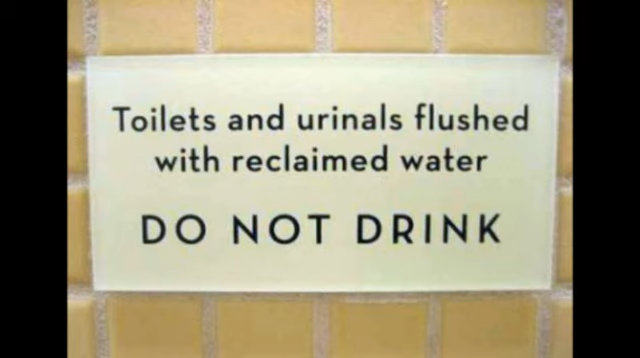 Toilets and urinals flushed
with reclaimed water
DO NOT DRINK